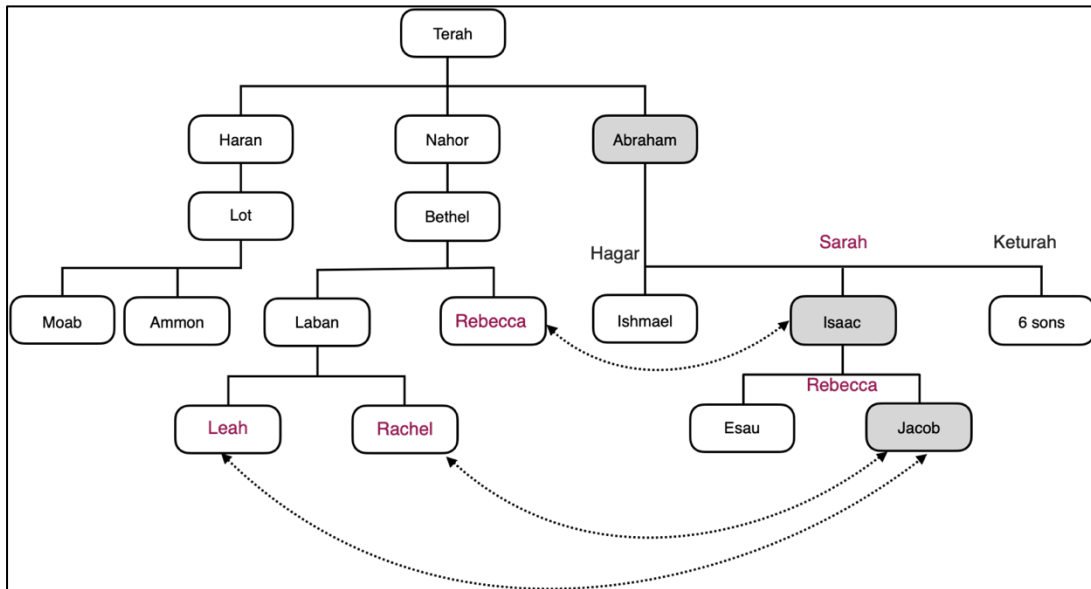 Terah
Haran
Nahor
Abraham
Lot
Bethel
Hagar
Sarah
Keturah
Moab
Ammon
Laban
Rebecca
Ishmael
Isaac
6 sons
Rebecca
Leah
Rachel
Esau
Jacob